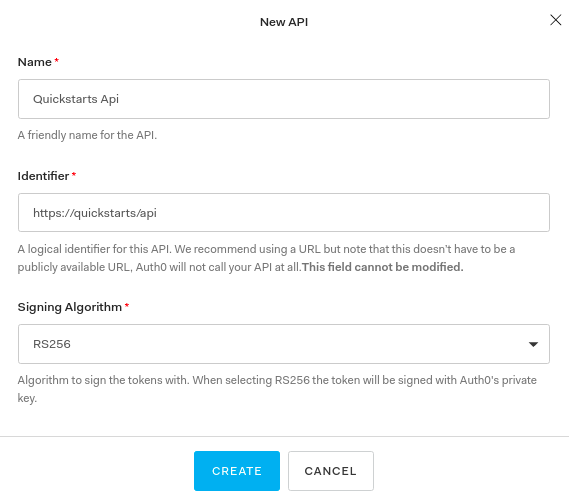 New API
Name *
Quickstarts Api
A friendly name for the API.
Identifier *
https://quickstarts/api
A logical identifier for this API. We recommend using a URL but note that this doesn't have to be a
publicly available URL, Auth0 will not call your API at all.This field cannot be modified.
Signing Algorithm *
RS256
Algorithm to sign the tokens with. When selecting RS256 the token will be signed with Auth0's private
key.
CREATE CANCEL